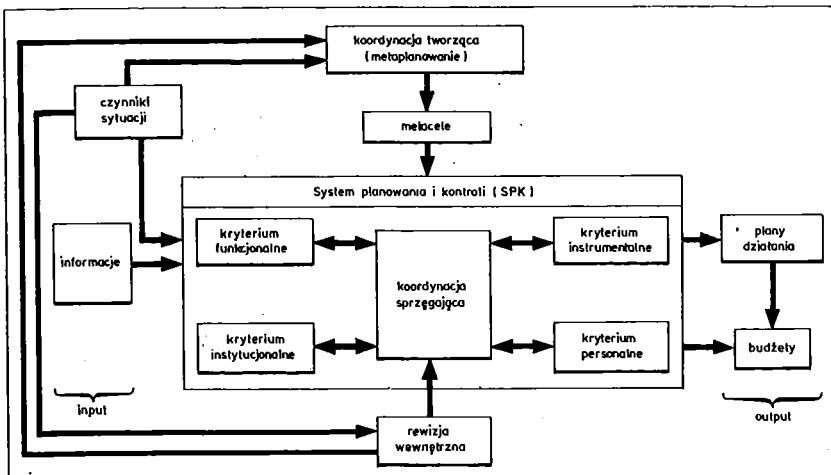 koordynacja tworząca
(metaplanowanie)
czynniki
sytuacji
metacele
System planowania i kontroli (SPK)
kryterium
funkcjonalne
kryterium
instrumentalne
plany
działania
informacje
koordynacja
sprzęgająca
kryterium
instytucjonalne
kryterium
personalne
budżety
input
output
rewizja
wewnętrzna